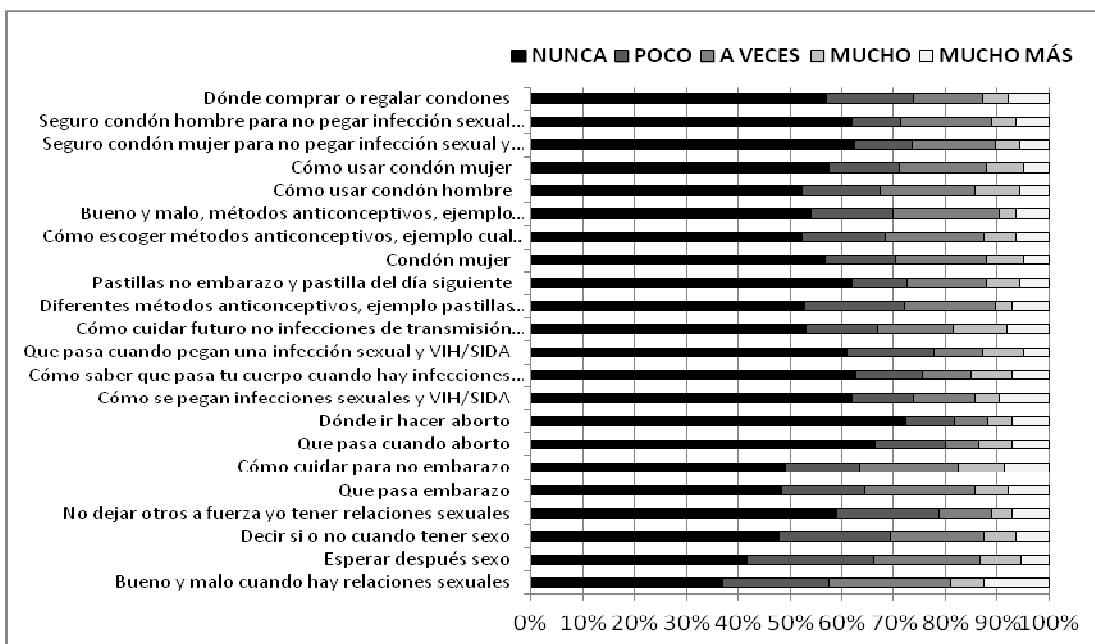 NUNCA POCO A VECES MUCHO MUCHO MÁS
Dónde comprar o regalar condones
Seguro condón hombre para no pegar infección sexual...
Seguro condón mujer para no pegar infección sexual y...
Cómo usar condón mujer
Cómo usar condón hombre
Bueno y malo, métodos anticonceptivos, ejemplo...
Cómo escoger métodos anticonceptivos, ejemplo cual...
Condón mujer
Pastillas no embarazo y pastilla del día siguiente
Diferentes métodos anticonceptivos, ejemplo pastillas...
Cómo cuidar futuro no infecciones de transmisión...
Que pasa cuando pegan una infección sexual y VIH/SIDA
Cómo saber que pasa tu cuerpo cuando hay infecciones...
Cómo se pegan infecciones sexuales y VIH/SIDA
Dónde ir hacer aborto
Que pasa cuando aborto
Cómo cuidar para no embarazo
Que pasa embarazo
No dejar otros a fuerza yo tener relaciones sexuales
Decir si o no cuando tener sexo
Esperar después sexo
Bueno y malo cuando hay relaciones sexuales
0% 10% 20% 30% 40% 50% 60% 70% 80% 90% 100%